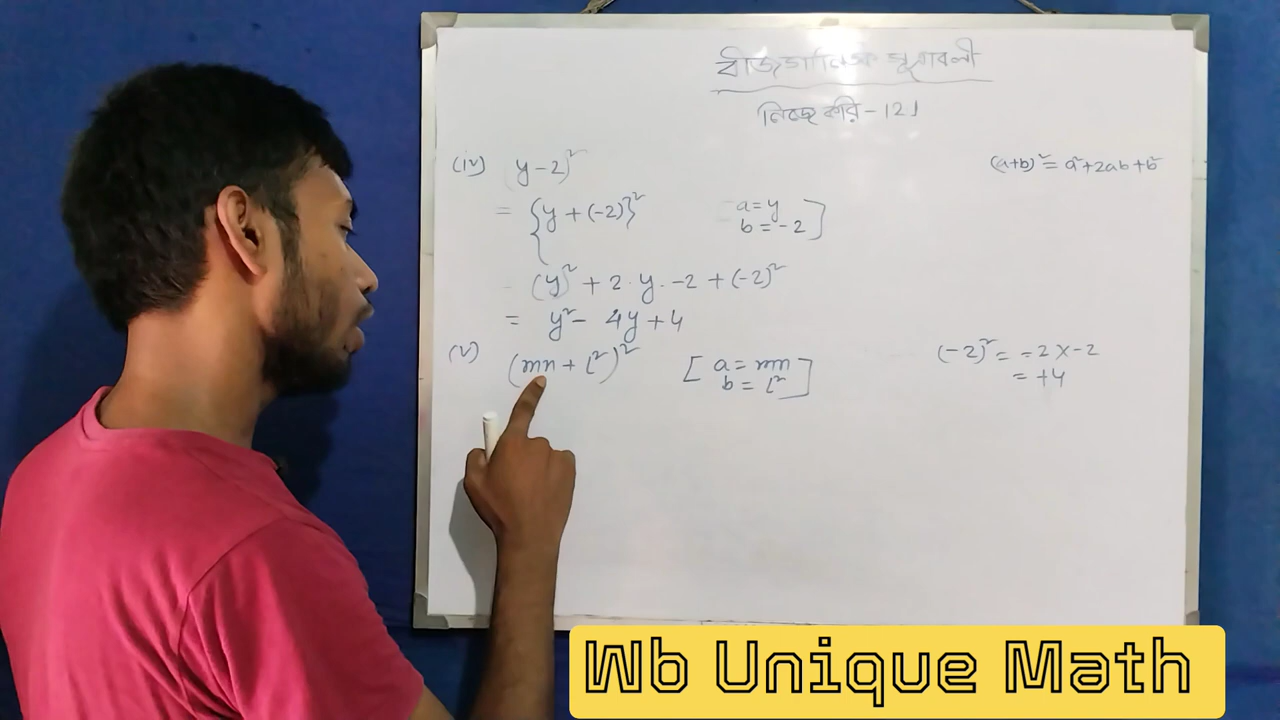 বীজগাণিতিক সূত্রাবলী
নিজে করি - 12।
(iv) (y - 2)²
(a+b)² = a²+2ab+b²
= {y + (-2)}² a = y
b = -2]
(y)² + 2. y. -2 + (-2)²
= y² - 4y + 4
(v) (mn + l²)² [a = mn
b = l²]
(-2)² = -2 x -2
= +4
Wb Unique Math